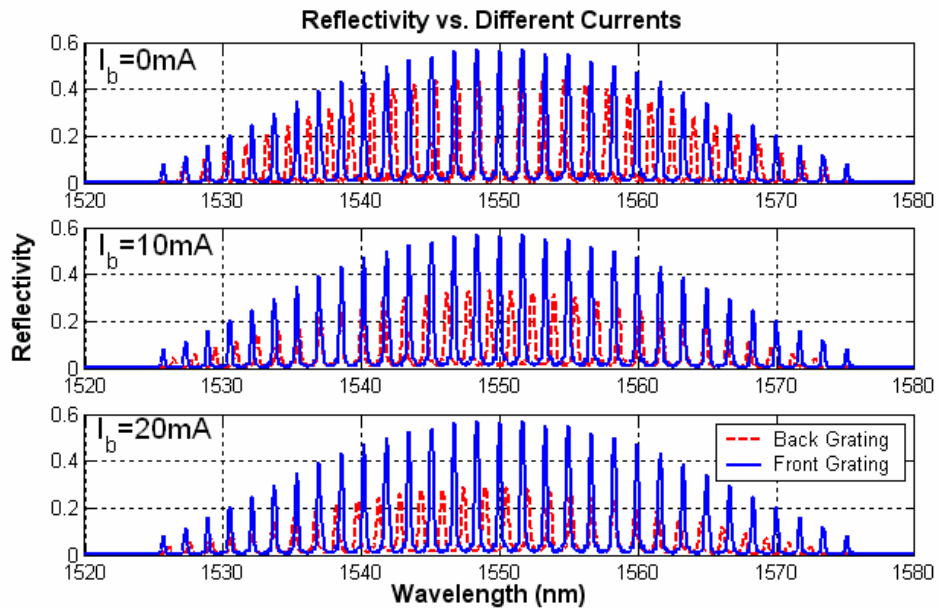 Reflectivity vs. Different Currents
0.6
0.4
0.2
0
I_b=0mA
1520 1530 1540 1550 1560 1570 1580
Reflectivity
0.6
0.4
0.2
0
I_b=10mA
1520 1530 1540 1550 1560 1570 1580
0.6
0.4
0.2
0
I_b=20mA
Back Grating
Front Grating
1520 1530 1540 1550 1560 1570 1580
Wavelength (nm)